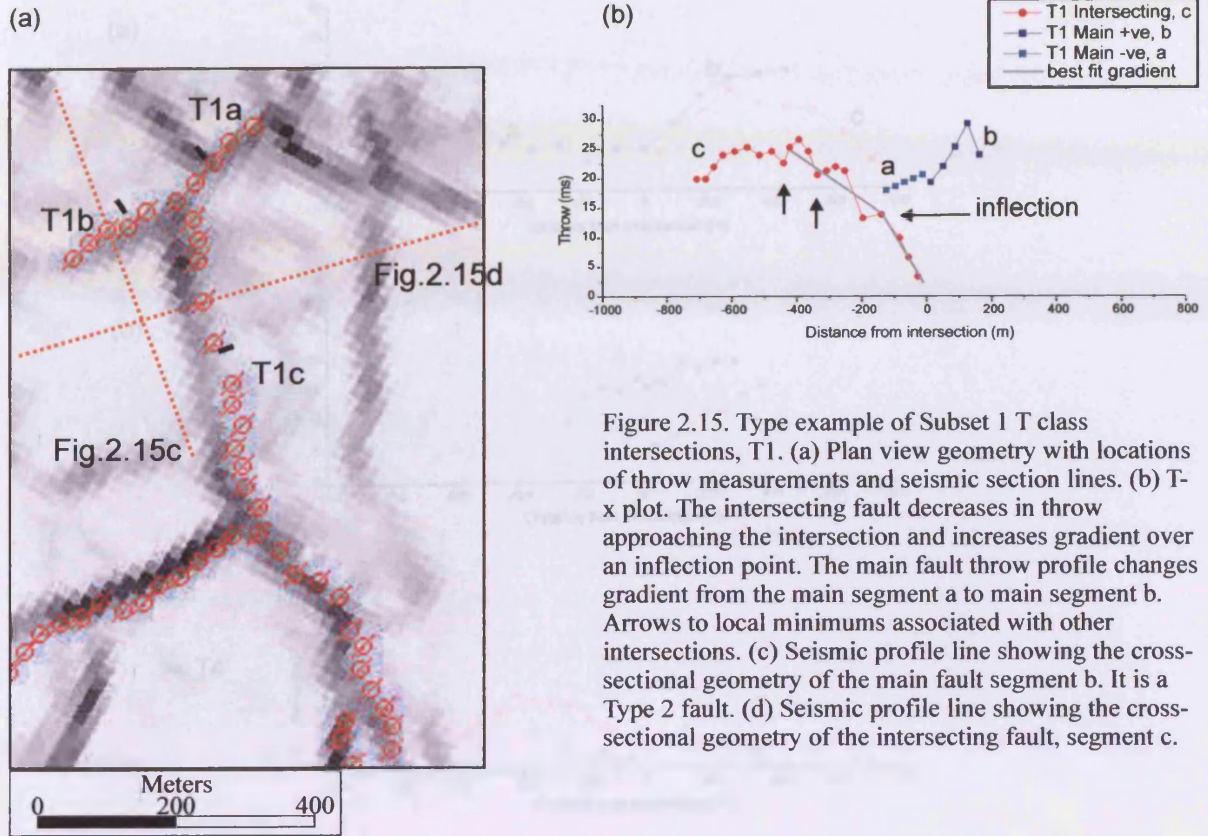 (a)
T1a
T1b
Fig.2.15d
T1c
Fig.2.15c
Meters
0 200 400
(b)
T1 Intersecting, c
T1 Main +ve, b
T1 Main -ve, a
best fit gradient
30
25
20
15
10
5
0
Throw (ms)
c
a
b
inflection
-1000 -800 -600 -400 -200 0 200 400 600 800
Distance from intersection (m)
Figure 2.15. Type example of Subset 1 T class
intersections, T1. (a) Plan view geometry with locations
of throw measurements and seismic section lines. (b) T-
x plot. The intersecting fault decreases in throw
approaching the intersection and increases gradient over
an inflection point. The main fault throw profile changes
gradient from the main segment a to main segment b.
Arrows to local minimums associated with other
intersections. (c) Seismic profile line showing the cross-
sectional geometry of the main fault segment b. It is a
Type 2 fault. (d) Seismic profile line showing the cross-
sectional geometry of the intersecting fault, segment c.